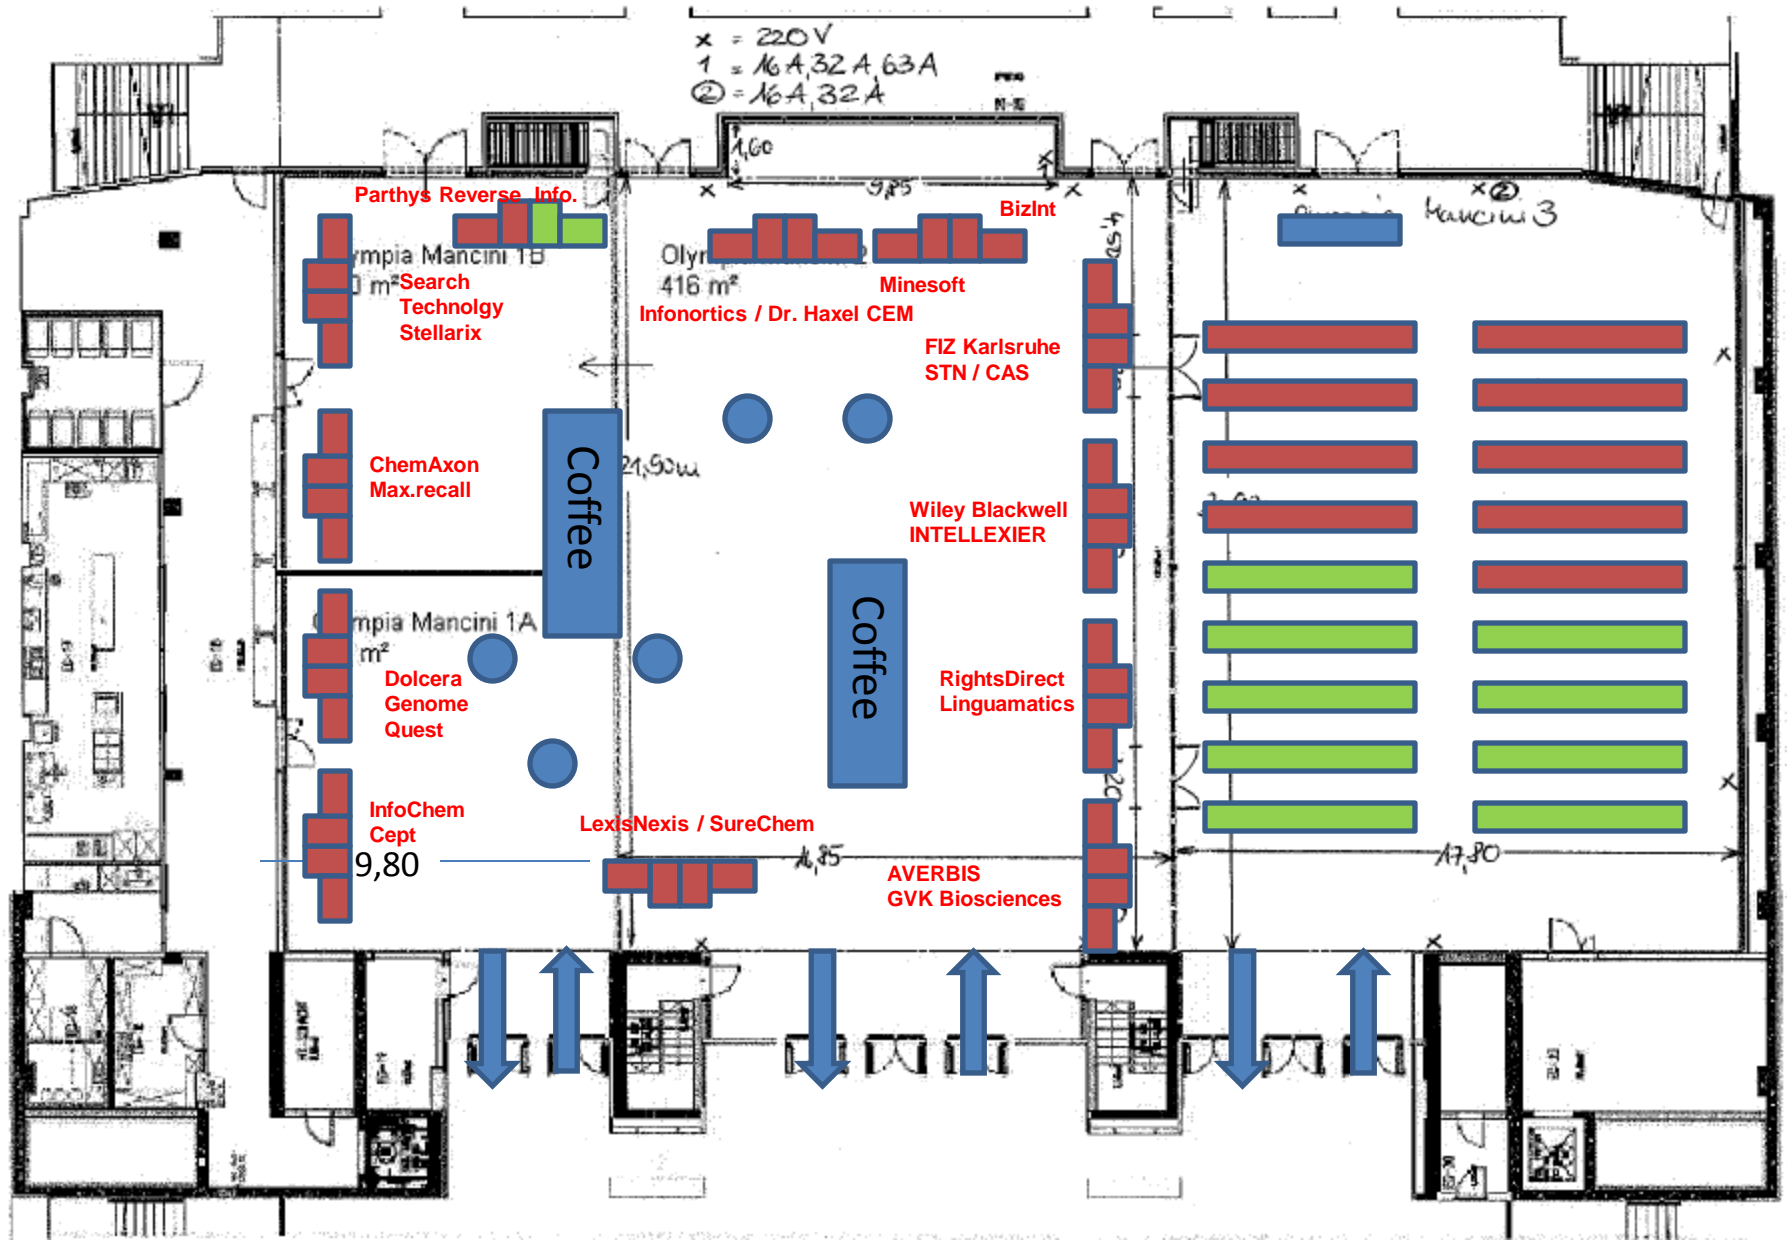 x = 220V
1 = 16A, 32A, 63A
② = 16A, 32A
1,60
9,85
Parthys Reverse Info.
BizInt
②
Mancini 3
ympia Mancini 1B
m²
Search
Technolgy
Stellarix
Olym
416 m²
Minesoft
Infonortics / Dr. Haxel CEM
FIZ Karlsruhe
STN / CAS
ChemAxon
Max.recall
Coffee
21,90m
Wiley Blackwell
INTELLEXIER
mpia Mancini 1A
m²
Coffee
Dolcera
Genome
Quest
RightsDirect
Linguamatics
InfoChem
Cept
9,80
LexisNexis / SureChem
16,85
17,80
AVERBIS
GVK Biosciences